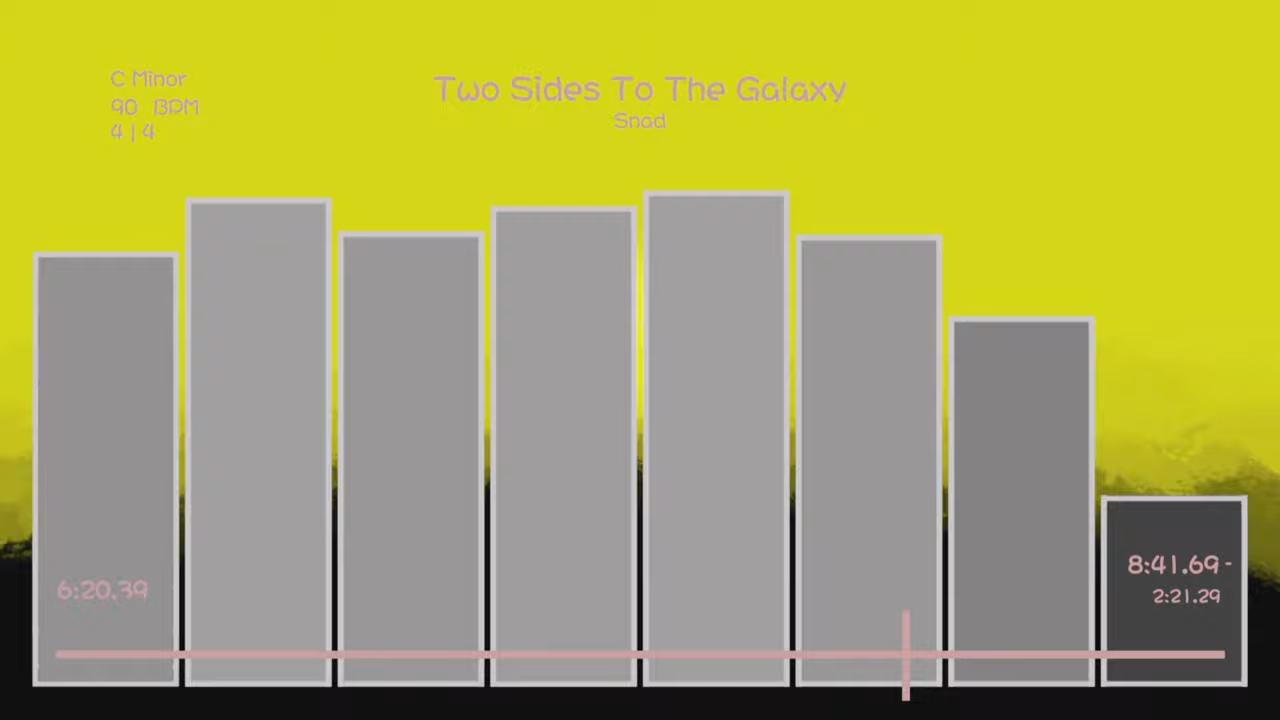 C Minor
90 BPM
4 | 4
Two Sides To The Galaxy
Snad
6:20.39
8:41.69 -
2:21.29